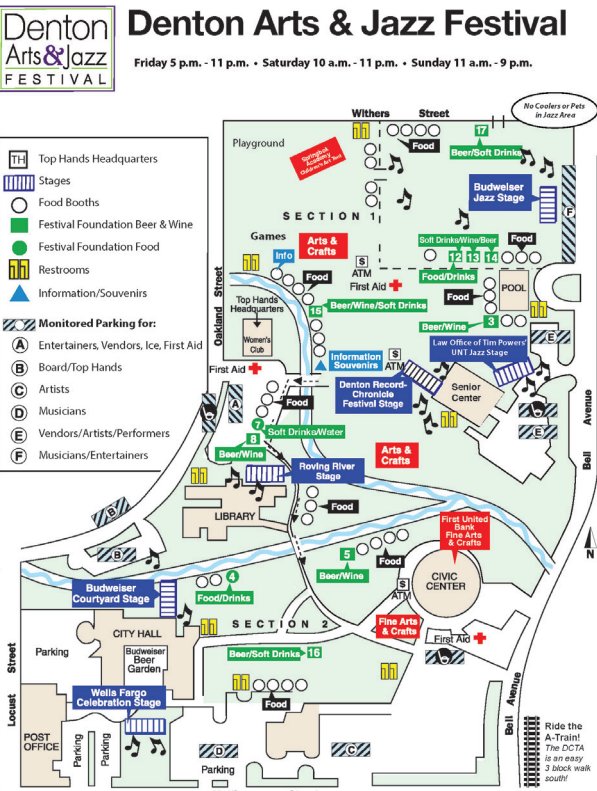 Denton
Arts&Jazz
FESTIVAL
Denton Arts & Jazz Festival
Friday 5 p.m. - 11 p.m. • Saturday 10 a.m. - 11 p.m. • Sunday 11 a.m. - 9 p.m.
No Coolers or Pets
in Jazz Area
TH Top Hands Headquarters
Stages
Food Booths
Festival Foundation Beer & Wine
Festival Foundation Food
Restrooms
Information/Souvenirs
Monitored Parking for:
A Entertainers, Vendors, Ice, First Aid
B Board/Top Hands
C Artists
D Musicians
E Vendors/Artists/Performers
F Musicians/Entertainers
Withers Street
Playground
Springbok
Academy
Children's Art Tent
Food
17
Beer/Soft Drinks
Budweiser
Jazz Stage
F
SECTION 1
Games
Arts &
Crafts
Info
Food
$
ATM
First Aid
Soft Drinks/Wine/Beer
12 13 14
Food/Drinks
Food
Food
POOL
Oakland Street
Top Hands
Headquarters
Women's
Club
15 Beer/Wine/Soft Drinks
Beer/Wine 3
Law Office of Tim Powers'
UNT Jazz Stage
E
First Aid
Information
Souvenirs
$
ATM
Denton Record-
Chronicle
Festival Stage
Senior
Center
A
Food
7 Soft Drinks/Water
8
Beer/Wine
E
Arts &
Crafts
Bell Avenue
Roving River
Stage
LIBRARY
Food
B
B
First United
Bank
Fine Arts
& Crafts
N
5
Beer/Wine
Food
CIVIC
CENTER
$
ATM
Budweiser
Courtyard Stage
4
Food/Drinks
CITY HALL
SECTION 2
Fine Arts
& Crafts
First Aid
Parking
Budweiser
Beer
Garden
Beer/Soft Drinks 16
Locust Street
Wells Fargo
Celebration Stage
Food
Bell Avenue
POST
OFFICE
Parking
Parking
D
Parking
C
Ride the
A-Train!
The DCTA
is an easy
3 block walk
south!